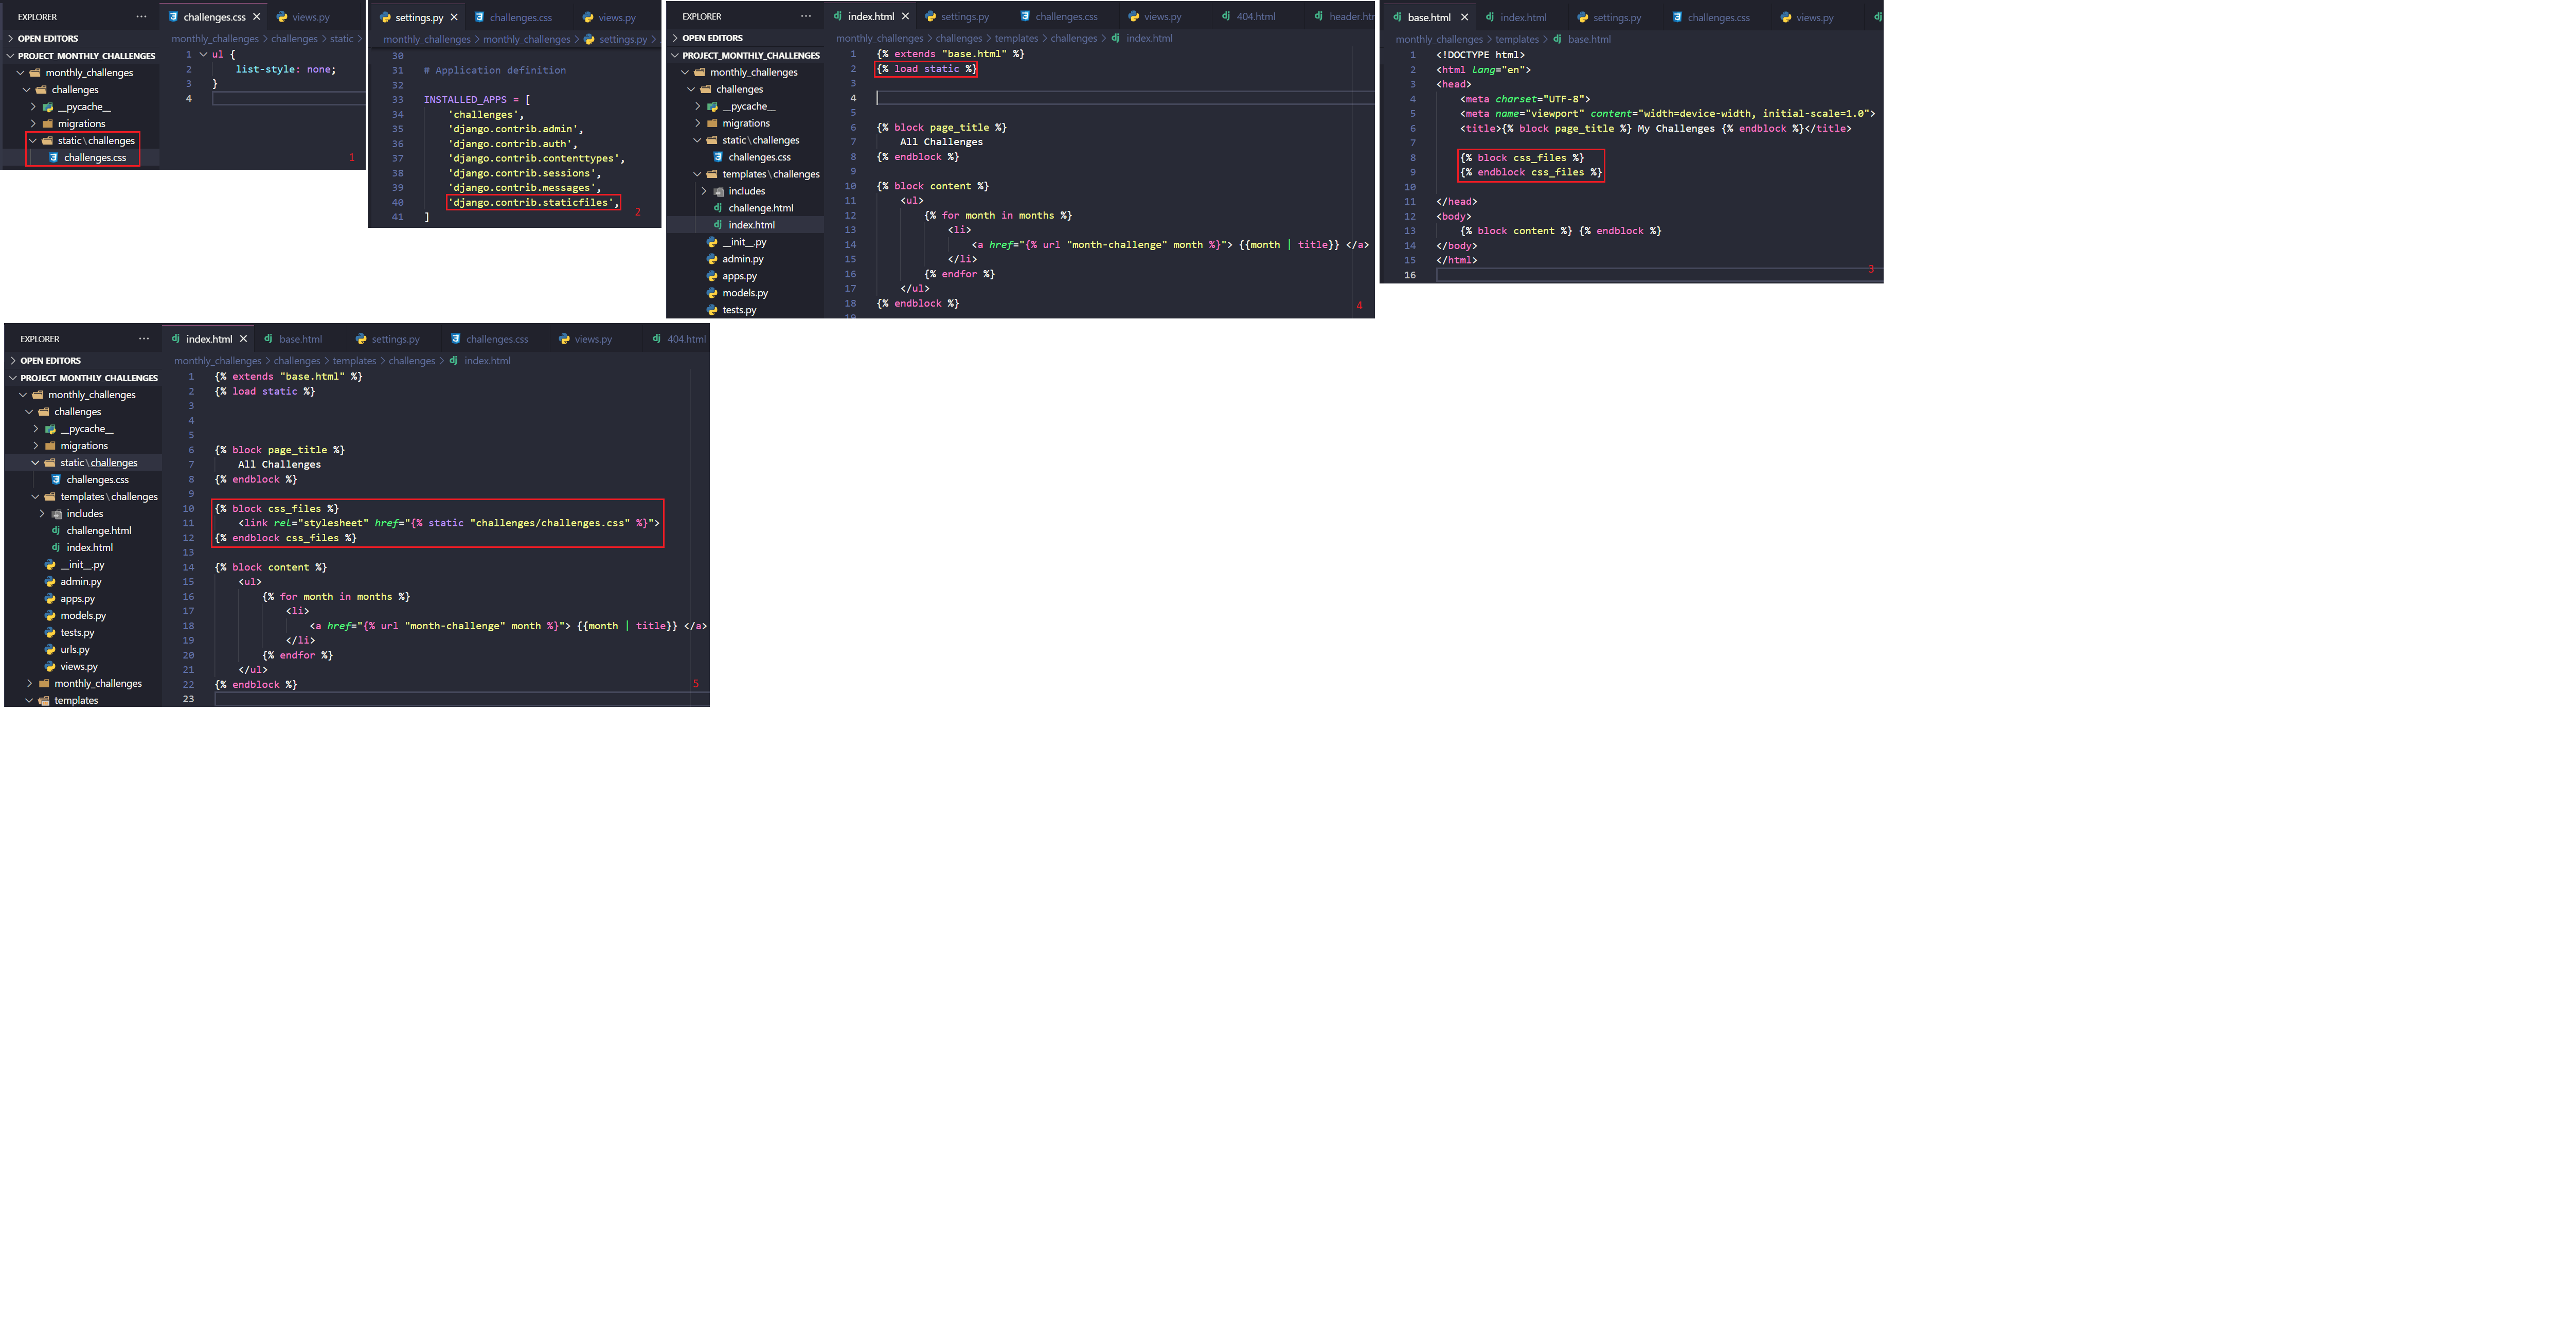 EXPLORER ···
OPEN EDITORS
PROJECT_MONTHLY_CHALLENGES
monthly_challenges
challenges
__pycache__
migrations
static\challenges
challenges.css
challenges.css × views.py
monthly_challenges > challenges > static >
1 ul {
2 list-style: none;
3 }
4
1
settings.py × challenges.css views.py
monthly_challenges > monthly_challenges > settings.py >
30
31 # Application definition
32
33 INSTALLED_APPS = [
34 'challenges',
35 'django.contrib.admin',
36 'django.contrib.auth',
37 'django.contrib.contenttypes',
38 'django.contrib.sessions',
39 'django.contrib.messages',
40 'django.contrib.staticfiles',
41 ]
2
EXPLORER ···
OPEN EDITORS
PROJECT_MONTHLY_CHALLENGES
monthly_challenges
challenges
__pycache__
migrations
static\challenges
challenges.css
templates\challenges
includes
challenge.html
index.html
__init__.py
admin.py
apps.py
models.py
tests.py
index.html × settings.py challenges.css views.py 404.html header.htm
monthly_challenges > challenges > templates > challenges > index.html
1 {% extends "base.html" %}
2 {% load static %}
3
4
5
6 {% block page_title %}
7 All Challenges
8 {% endblock %}
9
10 {% block content %}
11 <ul>
12 {% for month in months %}
13 <li>
14 <a href="{% url "month-challenge" month %}"> {{month | title}} </a>
15 </li>
16 {% endfor %}
17 </ul>
18 {% endblock %}
19
4
base.html × index.html settings.py challenges.css views.py
monthly_challenges > templates > base.html
1 <!DOCTYPE html>
2 <html lang="en">
3 <head>
4 <meta charset="UTF-8">
5 <meta name="viewport" content="width=device-width, initial-scale=1.0">
6 <title>{% block page_title %} My Challenges {% endblock %}</title>
7
8 {% block css_files %}
9 {% endblock css_files %}
10
11 </head>
12 <body>
13 {% block content %} {% endblock %}
14 </body>
15 </html>
16
3
EXPLORER ···
OPEN EDITORS
PROJECT_MONTHLY_CHALLENGES
monthly_challenges
challenges
__pycache__
migrations
static\challenges
challenges.css
templates\challenges
includes
challenge.html
index.html
__init__.py
admin.py
apps.py
models.py
tests.py
urls.py
views.py
monthly_challenges
templates
index.html × base.html settings.py challenges.css views.py 404.html
monthly_challenges > challenges > templates > challenges > index.html
1 {% extends "base.html" %}
2 {% load static %}
3
4
5
6 {% block page_title %}
7 All Challenges
8 {% endblock %}
9
10 {% block css_files %}
11 <link rel="stylesheet" href="{% static "challenges/challenges.css" %}">
12 {% endblock css_files %}
13
14 {% block content %}
15 <ul>
16 {% for month in months %}
17 <li>
18 <a href="{% url "month-challenge" month %}"> {{month | title}} </a>
19 </li>
20 {% endfor %}
21 </ul>
22 {% endblock %}
23
5